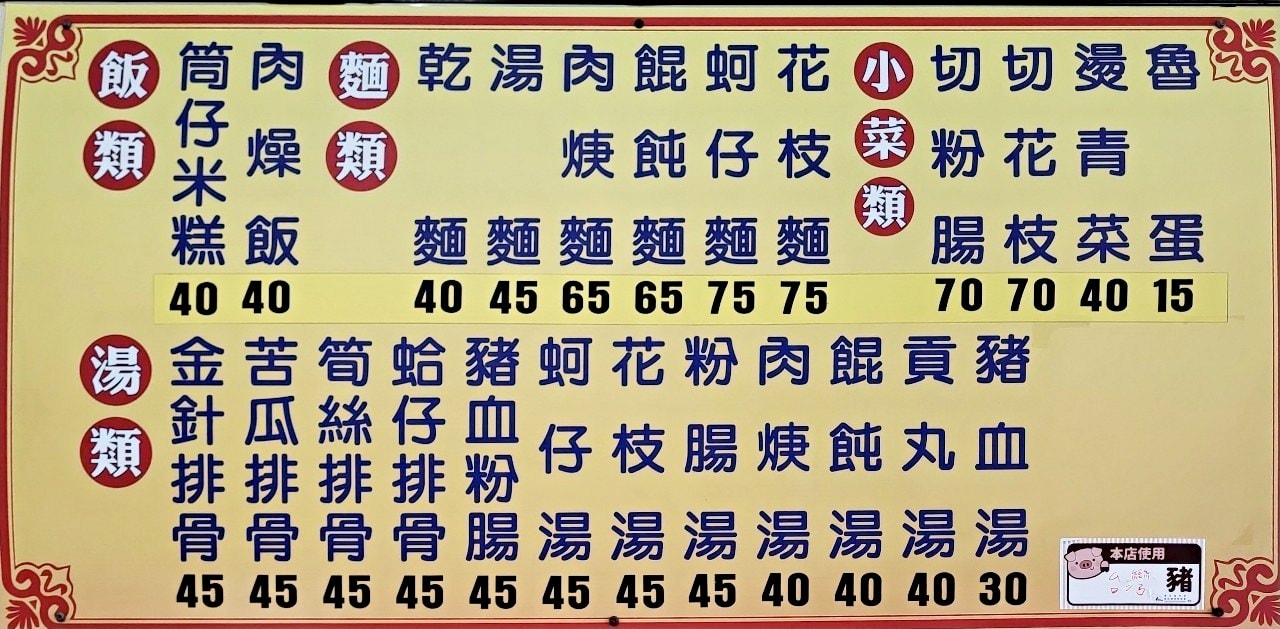 飯類
筒仔米糕 40
肉燥飯 40
麵類
乾麵 40
湯麵 45
肉焿麵 65
餛飩麵 65
蚵仔麵 75
花枝麵 75
小菜類
切粉腸 70
切花枝 70
燙青菜 40
魯蛋 15
湯類
金針排骨 45
苦瓜排骨 45
筍絲排骨 45
蛤仔排骨 45
豬血粉腸 45
蚵仔湯 45
花枝湯 45
粉腸湯 45
肉焿湯 40
餛飩湯 40
貢丸湯 40
豬血湯 30
本店使用
台灣
豬